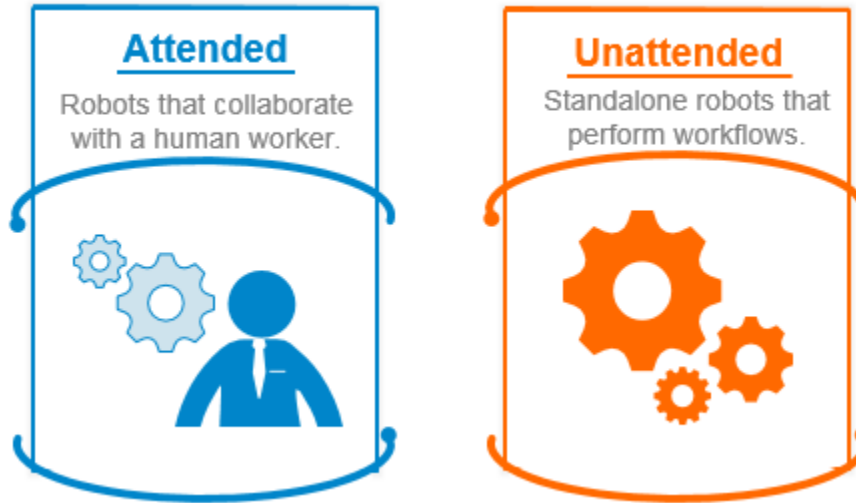 Attended
Robots that collaborate
with a human worker.
Unattended
Standalone robots that
perform workflows.